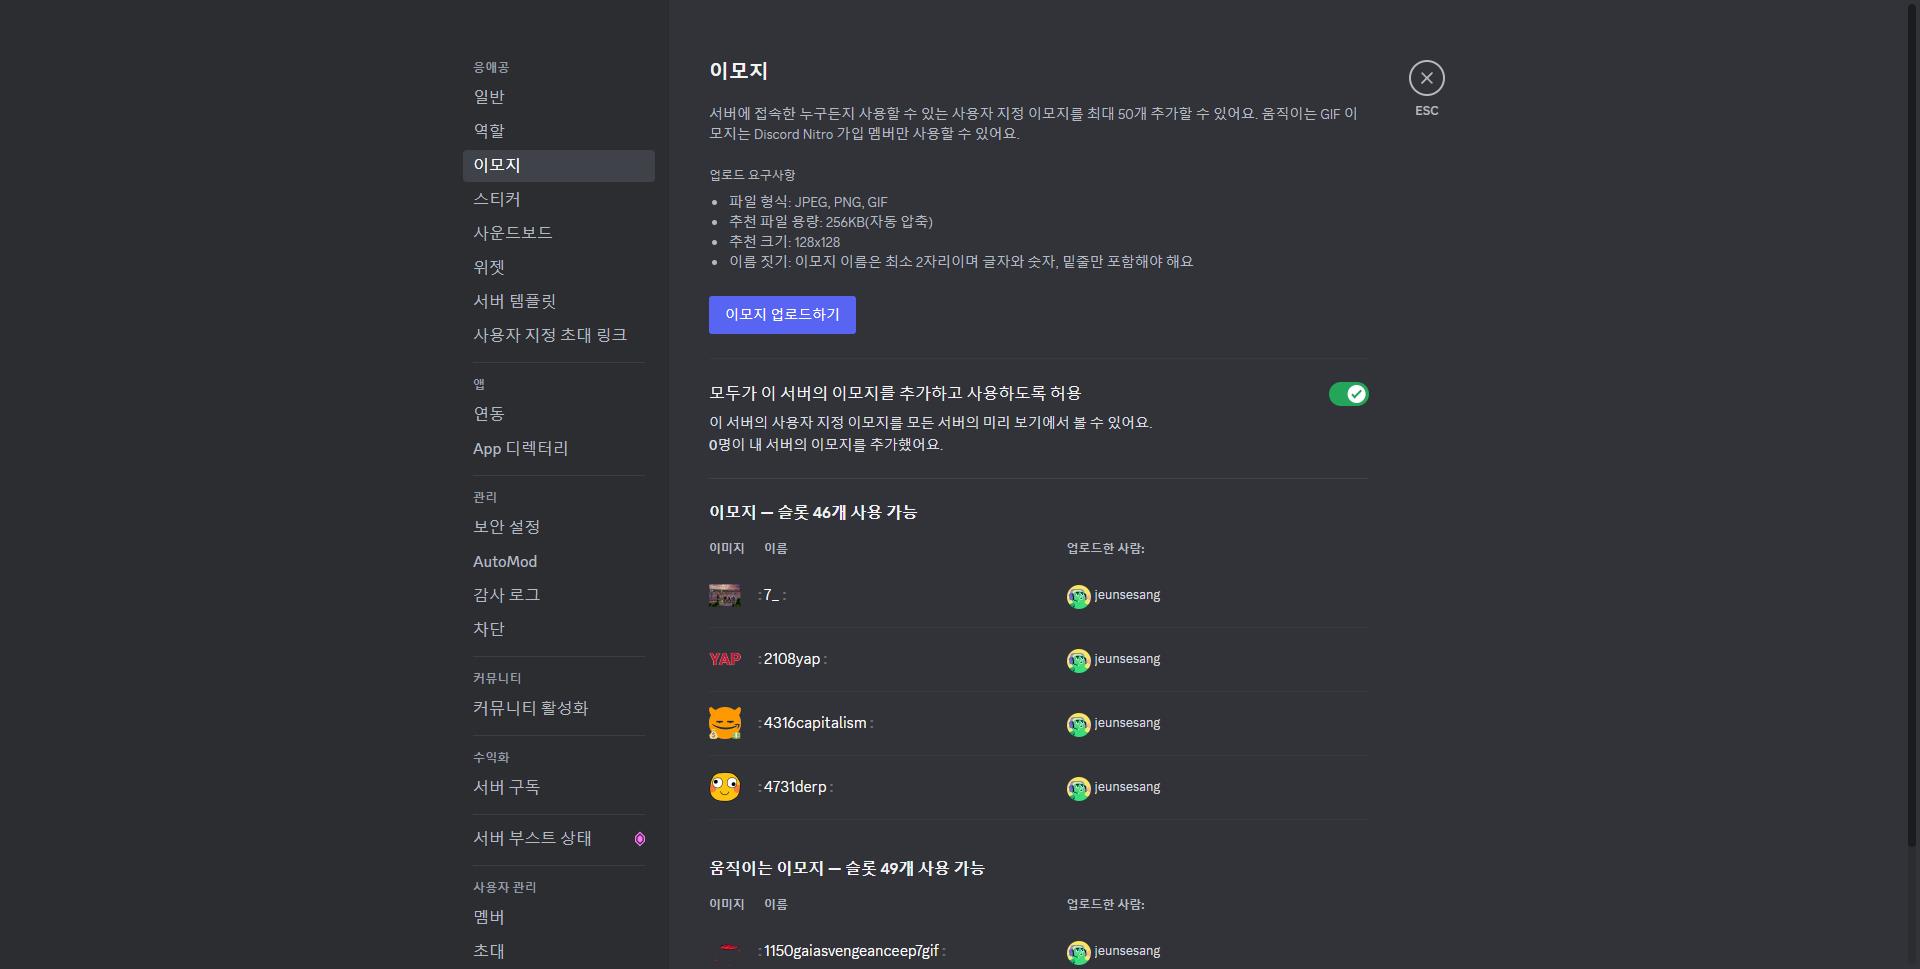 응애공
일반
역할
이모지
스티커
사운드보드
위젯
서버 템플릿
사용자 지정 초대 링크
앱
연동
App 디렉터리
관리
보안 설정
AutoMod
감사 로그
차단
커뮤니티
커뮤니티 활성화
수익화
서버 구독
서버 부스트 상태
사용자 관리
멤버
초대
이모지
서버에 접속한 누구든지 사용할 수 있는 사용자 지정 이모지를 최대 50개 추가할 수 있어요. 움직이는 GIF 이
모지는 Discord Nitro 가입 멤버만 사용할 수 있어요.
업로드 요구사항
파일 형식: JPEG, PNG, GIF
추천 파일 용량: 256KB(자동 압축)
추천 크기: 128x128
이름 짓기: 이모지 이름은 최소 2자리이며 글자와 숫자, 밑줄만 포함해야 해요
이모지 업로드하기
모두가 이 서버의 이모지를 추가하고 사용하도록 허용
이 서버의 사용자 지정 이모지를 모든 서버의 미리 보기에서 볼 수 있어요.
0명이 내 서버의 이모지를 추가했어요.
이모지 — 슬롯 46개 사용 가능
이미지 이름 업로드한 사람:
:7_: jeunsesang
YAP :2108yap: jeunsesang
:4316capitalism: jeunsesang
:4731derp: jeunsesang
움직이는 이모지 — 슬롯 49개 사용 가능
이미지 이름 업로드한 사람:
:1150gaiasvengeanceep7gif: jeunsesang
ESC